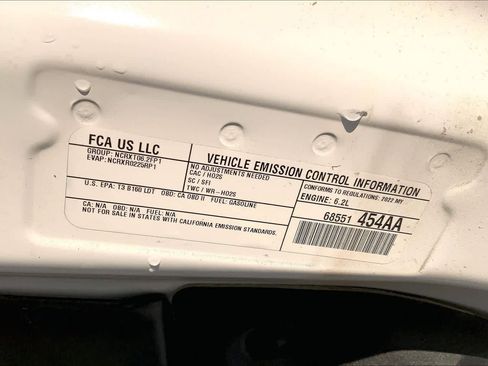 FCA US LLC
GROUP: NCRXT06.2FP1
EVAP: NCRXR0225RP1
VEHICLE EMISSION CONTROL INFORMATION
NO ADJUSTMENTS NEEDED
CAC / HO2S
SC / SFI
TWC / WR-HO2S
CONFORMS TO REGULATIONS: 2022 MY
ENGINE: 6.2L
U.S. EPA: T3 B160 LDT OBD: CA OBD II FUEL: GASOLINE
CA: N/A OBD: N/A FUEL: N/A
NOT FOR SALE IN STATES WITH CALIFORNIA EMISSION STANDARDS.
68551 454AA